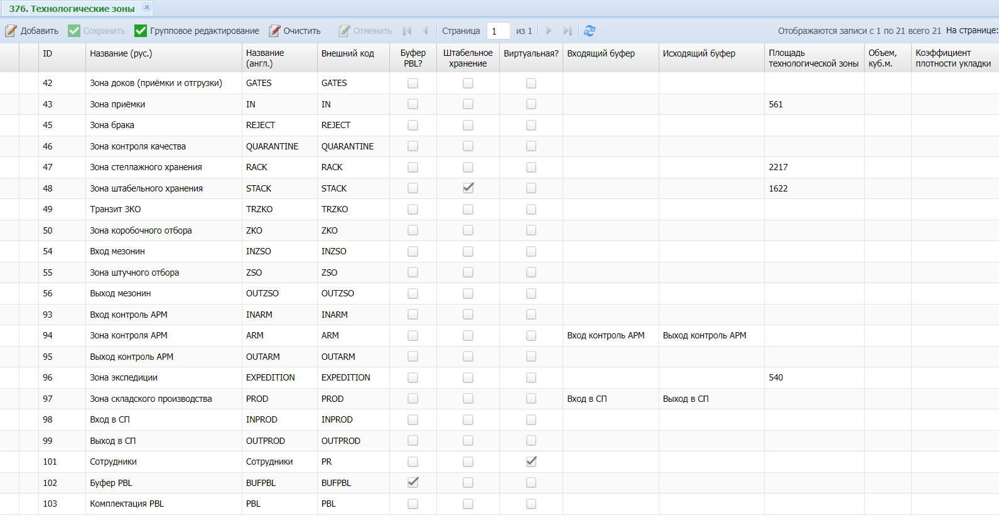 376. Технологические зоны
Добавить Сохранить Групповое редактирование Очистить Отменить Страница 1 из 1 Отображаются записи с 1 по 21 всего 21 На странице:
ID Название (рус.) Название (англ.) Внешний код Буфер PBL? Штабельное хранение Виртуальная? Входящий буфер Исходящий буфер Площадь технологической зоны Объем, куб.м. Коэффициент плотности укладки
42 Зона доков (приёмки и отгрузки) GATES GATES
43 Зона приёмки IN IN 561
45 Зона брака REJECT REJECT
46 Зона контроля качества QUARANTINE QUARANTINE
47 Зона стеллажного хранения RACK RACK 2217
48 Зона штабельного хранения STACK STACK 1622
49 Транзит ЗКО TRZKO TRZKO
50 Зона коробочного отбора ZKO ZKO
54 Вход мезонин INZSO INZSO
55 Зона штучного отбора ZSO ZSO
56 Выход мезонин OUTZSO OUTZSO
93 Вход контроль АРМ INARM INARM
94 Зона контроля АРМ ARM ARM Вход контроль АРМ Выход контроль АРМ
95 Выход контроль АРМ OUTARM OUTARM
96 Зона экспедиции EXPEDITION EXPEDITION 540
97 Зона складского производства PROD PROD Вход в СП Выход в СП
98 Вход в СП INPROD INPROD
99 Выход в СП OUTPROD OUTPROD
101 Сотрудники Сотрудники PR
102 Буфер PBL BUFPBL BUFPBL
103 Комплектация PBL PBL PBL